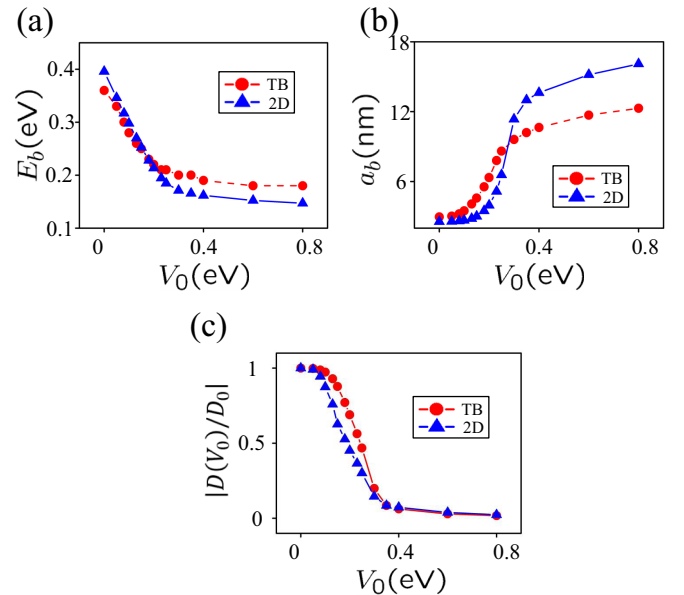 (a)
E_b(eV)
0.4
0.3
0.2
0.1
TB
2D
0
0.4
0.8
V_0(eV)
(b)
a_b(nm)
18
12
6
TB
2D
0
0.4
0.8
V_0(eV)
(c)
|D(V_0)/D_0|
1
0.5
0
TB
2D
0
0.4
0.8
V_0(eV)